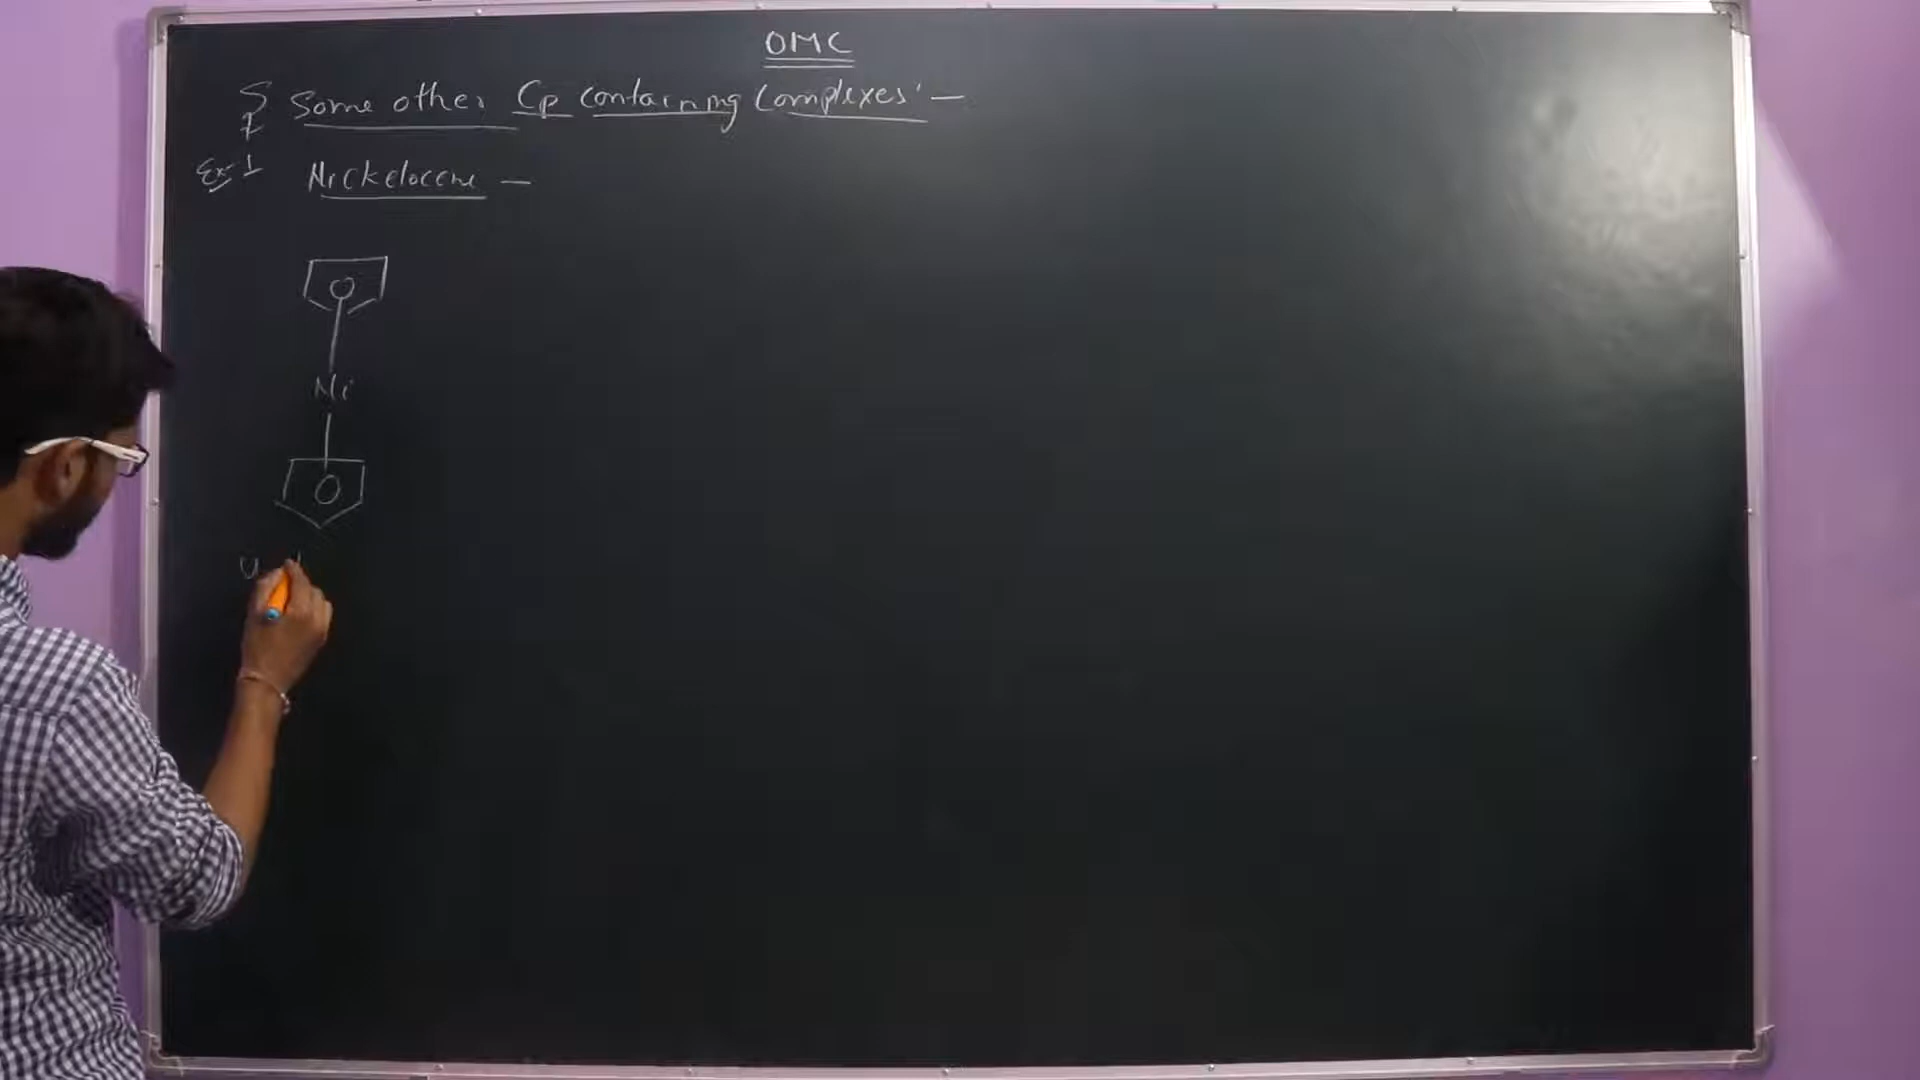 OMC
Some other Cp containing Complexes :-
Ex-1 Nickelocene -
Ni